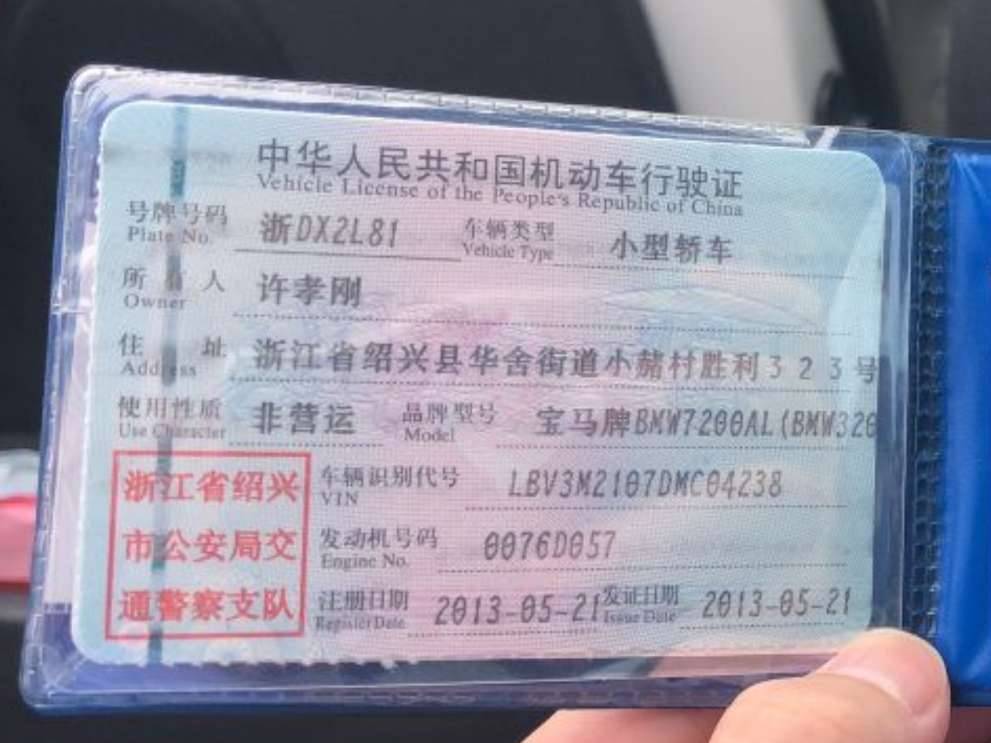 中华人民共和国机动车行驶证
Vehicle License of the People's Republic of China
号牌号码 浙DX2L81 车辆类型 小型轿车
Plate No. Vehicle Type
所有人 许孝刚
Owner
住址 浙江省绍兴县华舍街道小赭村胜利323号
Address
使用性质 非营运 品牌型号 宝马牌BMW7200AL(BMW320
Use Character Model
浙江省绍兴 车辆识别代号 LBV3M2107DMC04238
VIN
市公安局交 发动机号码 0076D057
Engine No.
通警察支队 注册日期 2013-05-21 发证日期 2013-05-21
Register Date Issue Date